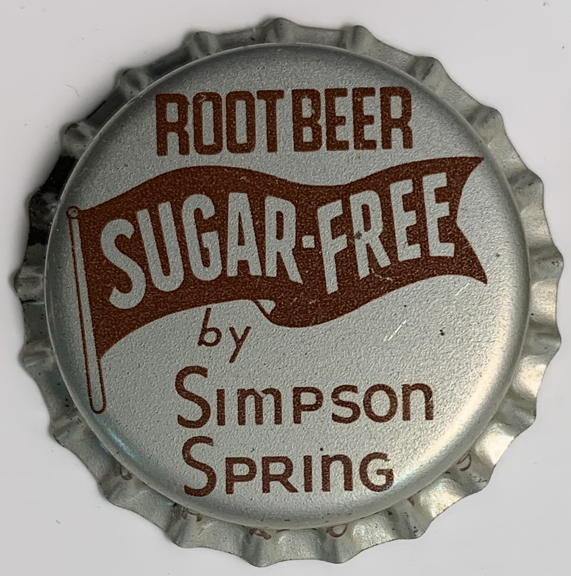 ROOT BEER
SUGAR-FREE
by
SIMPSON
SPRING